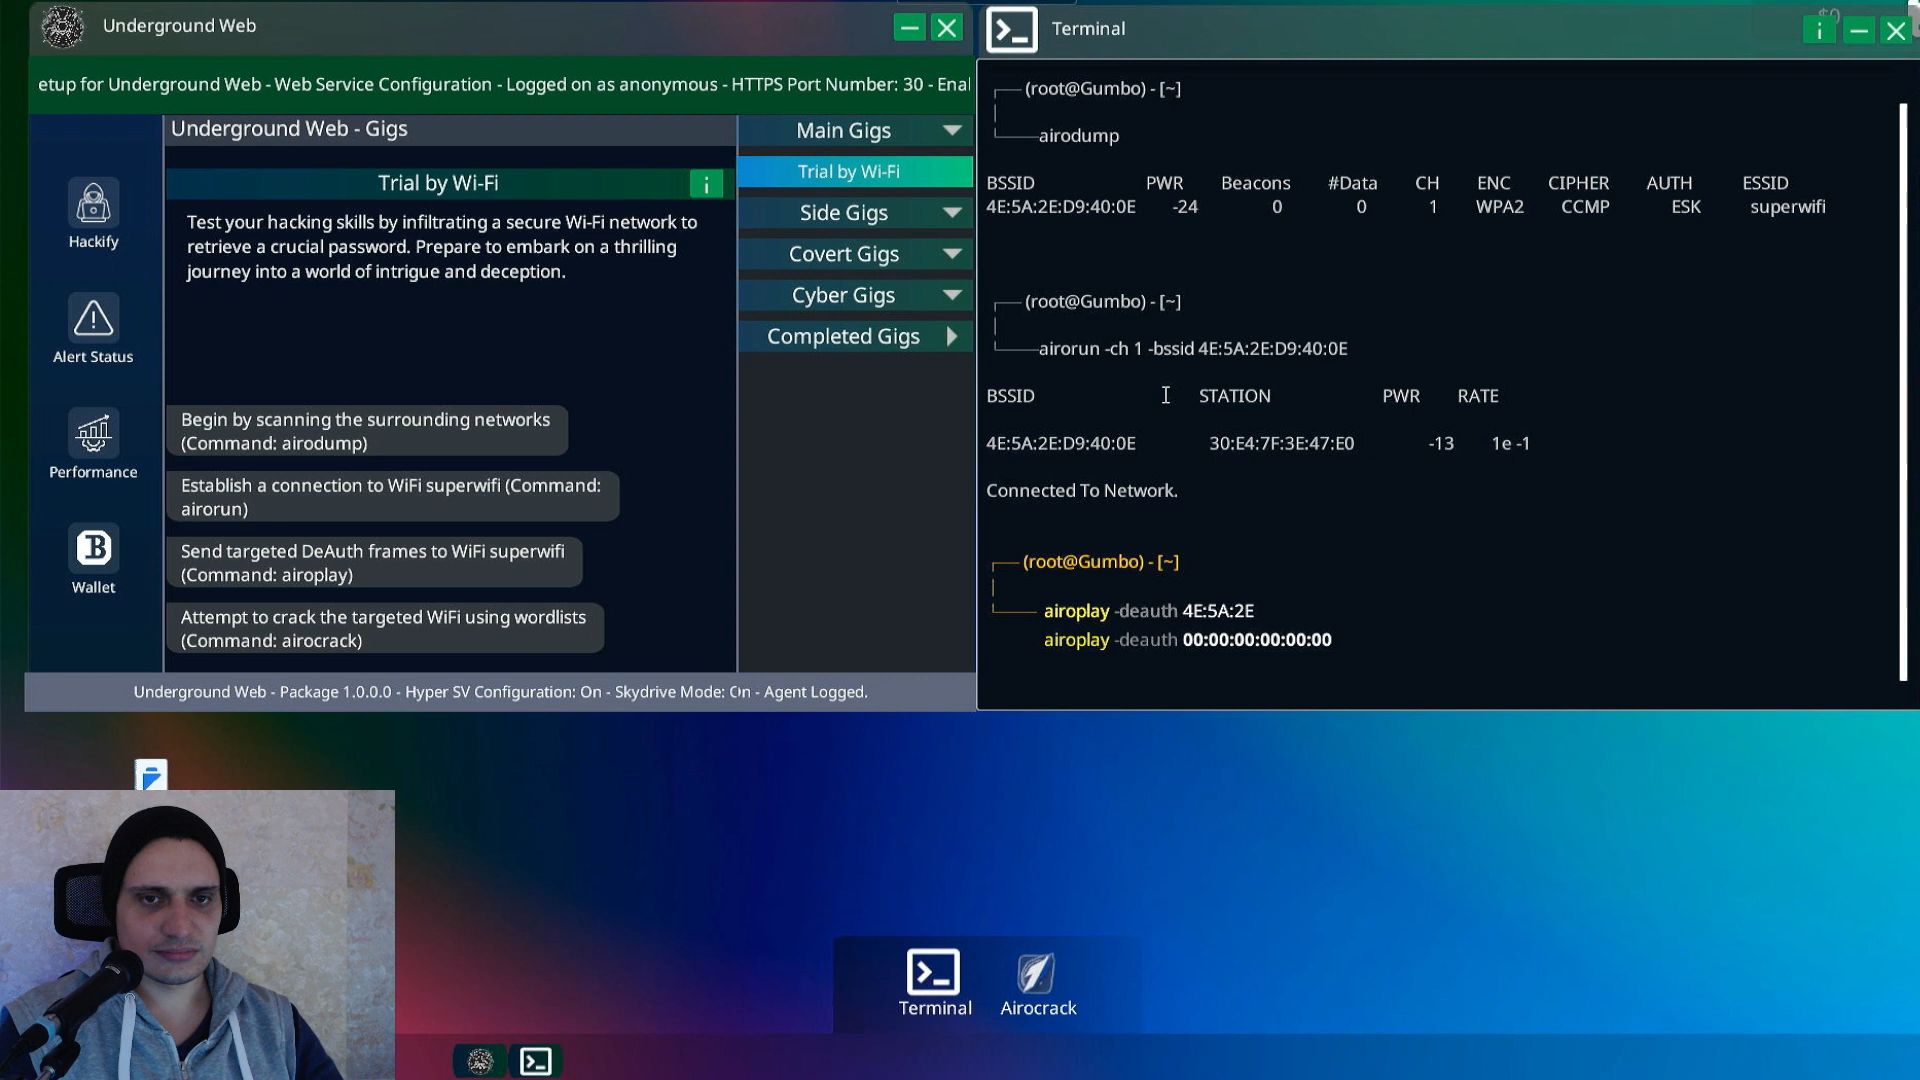 Underground Web
etup for Underground Web - Web Service Configuration - Logged on as anonymous - HTTPS Port Number: 30 - Enal
Hackify
Alert Status
Performance
Wallet
Underground Web - Gigs
Trial by Wi-Fi
i
Test your hacking skills by infiltrating a secure Wi-Fi network to
retrieve a crucial password. Prepare to embark on a thrilling
journey into a world of intrigue and deception.
Begin by scanning the surrounding networks
(Command: airodump)
Establish a connection to WiFi superwifi (Command:
airorun)
Send targeted DeAuth frames to WiFi superwifi
(Command: airoplay)
Attempt to crack the targeted WiFi using wordlists
(Command: airocrack)
Main Gigs
Trial by Wi-Fi
Side Gigs
Covert Gigs
Cyber Gigs
Completed Gigs
Underground Web - Package 1.0.0.0 - Hyper SV Configuration: On - Skydrive Mode: On - Agent Logged.
Terminal
$0
i
(root@Gumbo) - [~]
airodump
BSSID PWR Beacons #Data CH ENC CIPHER AUTH ESSID
4E:5A:2E:D9:40:0E -24 0 0 1 WPA2 CCMP ESK superwifi
(root@Gumbo) - [~]
airorun -ch 1 -bssid 4E:5A:2E:D9:40:0E
BSSID STATION PWR RATE
4E:5A:2E:D9:40:0E 30:E4:7F:3E:47:E0 -13 1e -1
Connected To Network.
(root@Gumbo) - [~]
airoplay -deauth 4E:5A:2E
airoplay -deauth 00:00:00:00:00:00
Terminal
Airocrack